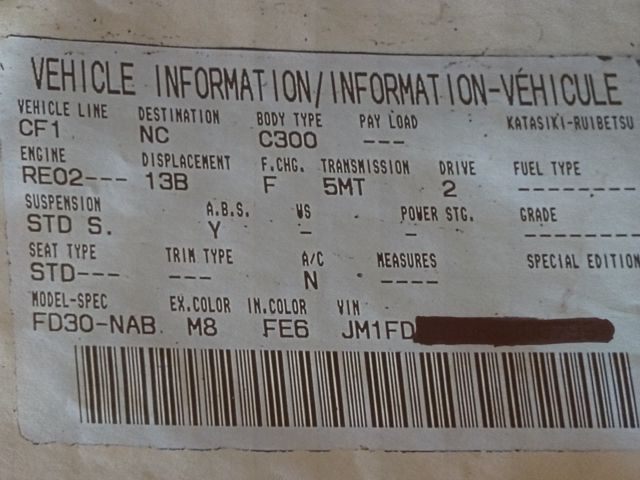 VEHICLE INFORMATION/INFORMATION-VÉHICULE
VEHICLE LINE DESTINATION BODY TYPE PAY LOAD KATASIKI-RUIBETSU
CF1 NC C300 ---
ENGINE DISPLACEMENT F.CHG. TRANSMISSION DRIVE FUEL TYPE
RE02--- 13B F 5MT 2 --------
SUSPENSION A.B.S. WS POWER STG. GRADE
STD S. Y - - --------
SEAT TYPE TRIM TYPE A/C MEASURES SPECIAL EDITION
STD--- --- N ----
MODEL-SPEC EX.COLOR IN.COLOR VIN
FD30-NAB M8 FE6 JM1FD